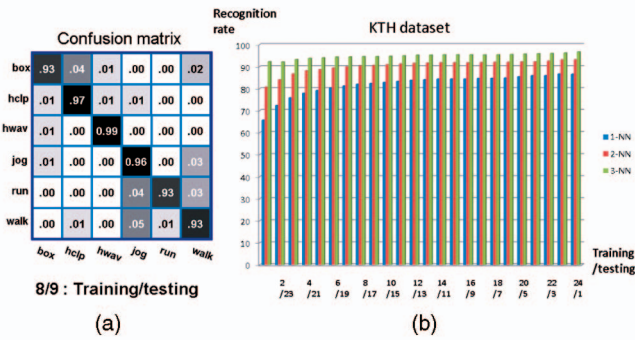 Confusion matrix
box .93 .04 .01 .00 .00 .02
hclp .01 .97 .01 .01 .00 .00
hwav .01 .00 0.99 .00 .00 .00
jog .01 .00 .00 0.96 .00 .03
run .00 .00 .00 .04 .93 .03
walk .00 .01 .00 .05 .01 .93
box hclp hwav jog run walk
8/9 : Training/testing
(a)
Recognition
rate
KTH dataset
100
90
80
70
60
50
40
30
20
10
0
1-NN
2-NN
3-NN
2 4 6 8 10 12 14 16 18 20 22 24
/23 /21 /19 /17 /15 /13 /11 /9 /7 /5 /3 /1
Training
/testing
(b)